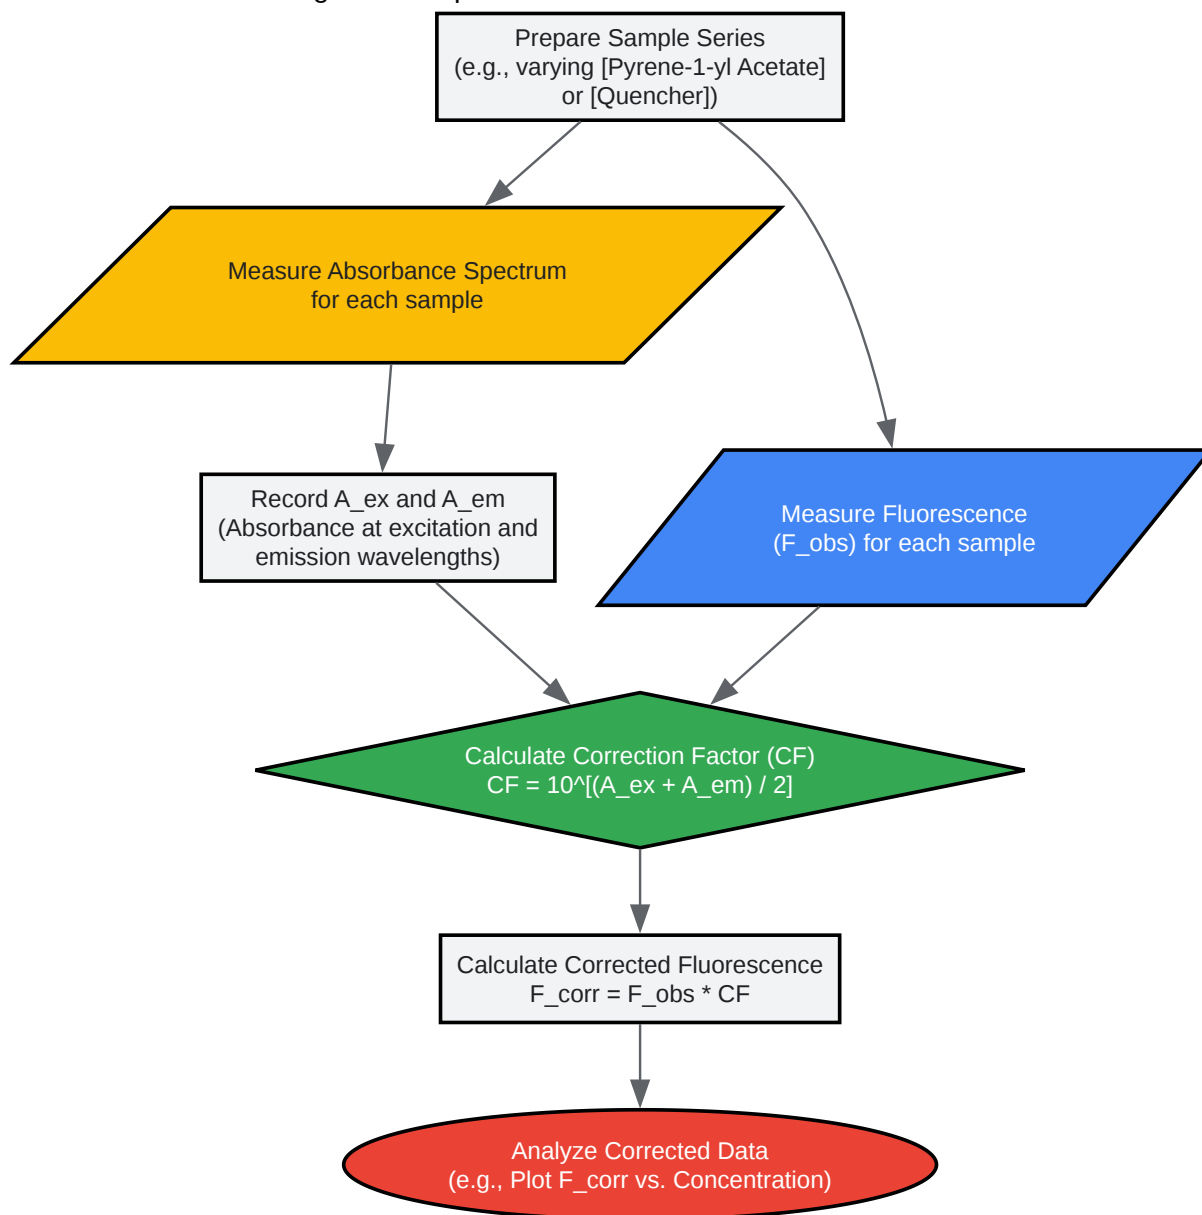 Prepare Sample Series
(e.g., varying [Pyrene-1-yl Acetate]
or [Quencher])
Measure Absorbance Spectrum
for each sample
Record A_ex and A_em
(Absorbance at excitation and
emission wavelengths)
Measure Fluorescence
(F_obs) for each sample
Calculate Correction Factor (CF)
CF = 10^[(A_ex + A_em) / 2]
Calculate Corrected Fluorescence
F_corr = F_obs * CF
Analyze Corrected Data
(e.g., Plot F_corr vs. Concentration)